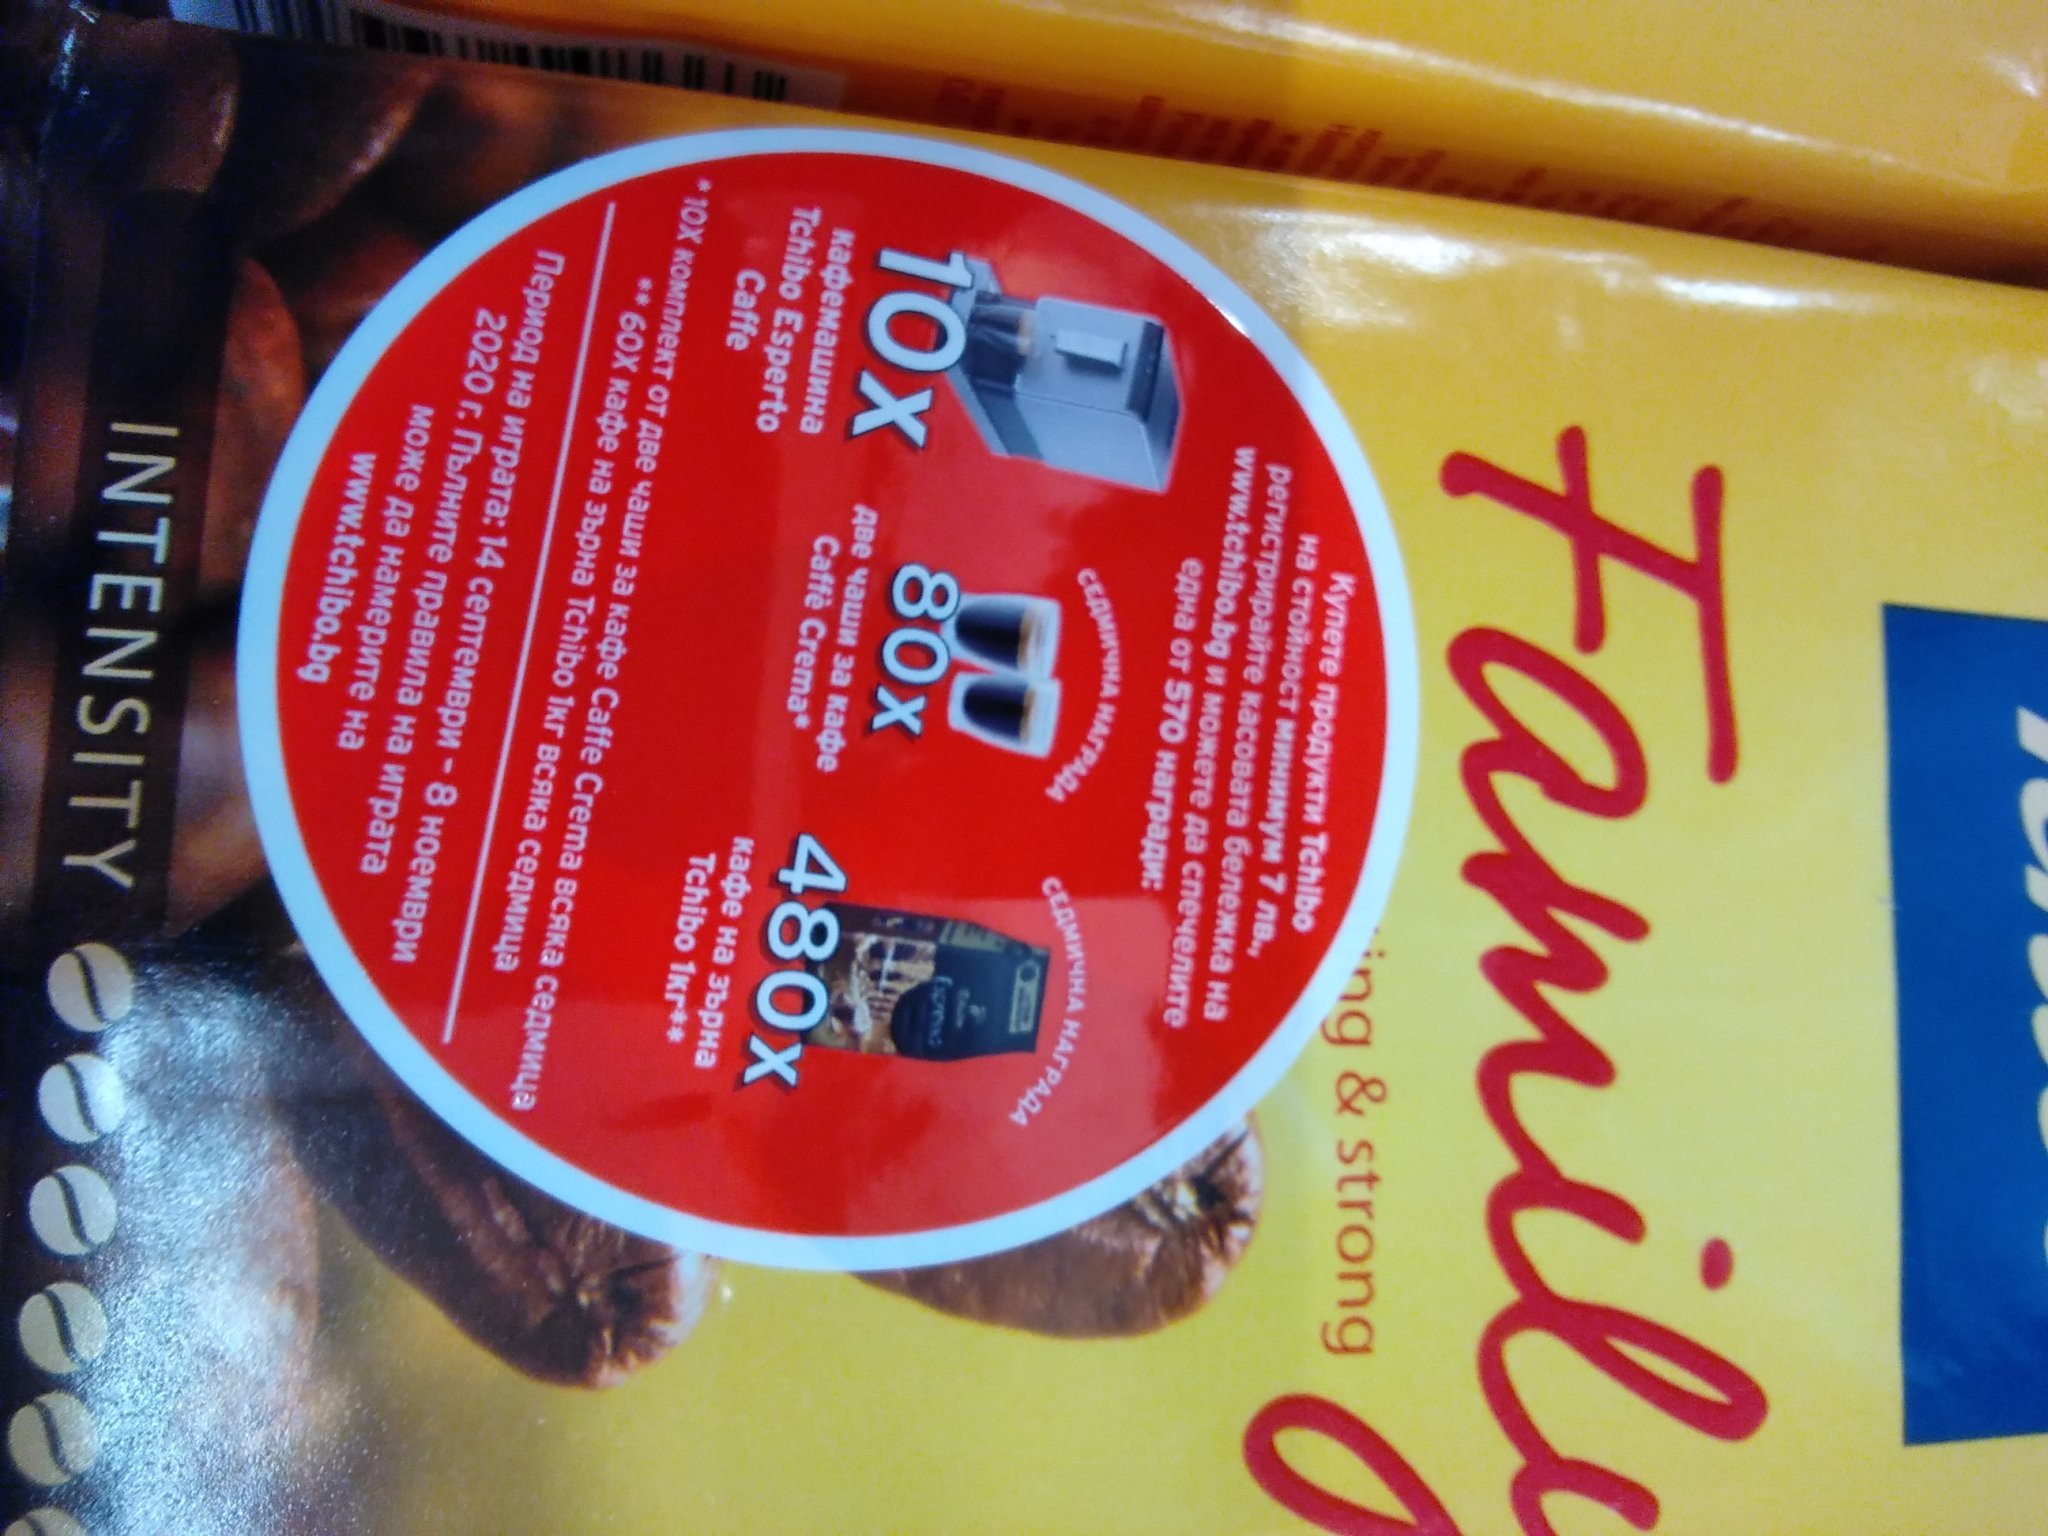 Family
ing & strong
Купете продукти Tchibo
на стойност минимум 7 лв.,
регистрирайте касовата бележка на
www.tchibo.bg и можете да спечелите
една от 570 награди:
СЕДМИЧНА НАГРАДА
СЕДМИЧНА НАГРАДА
10x
кафемашина
Tchibo Esperto
Caffè
80x
две чаши за кафе
Caffè Crema*
480x
кафе на зърна
Tchibo 1кг**
* 10X комплект от две чаши за кафе Caffè Crema всяка седмица
** 60X кафе на зърна Tchibo 1кг всяка седмица
Период на играта: 14 септември - 8 ноември
2020 г. Пълните правила на играта
може да намерите на
www.tchibo.bg
INTENSITY